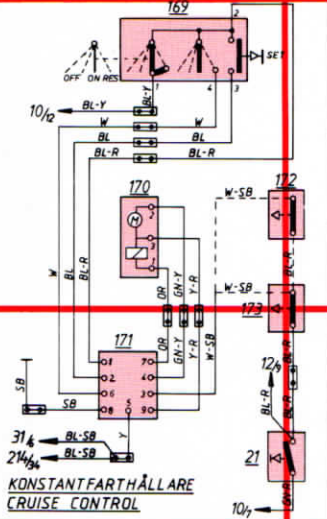 169
2
SET
OFF ON RES
1
4
3
BL-Y
10/12
BL-Y
W
W
BL
BL
BL-R
BL-R
170
M
2
3
1
W-SB
172
BL-R
W
BL
BL-R
OR
GN-Y
Y-R
W-SB
W-SB
173
171
OR
GN-Y
Y-R
1
7
2
4
6
3
8
5
9
SB
SB
Y
12/9
BL-R
BL-R
BL-R
31/6
BL-SB
214/34
BL-SB
21
GN-R
10/7
KONSTANTFARTHÅLLARE
CRUISE CONTROL